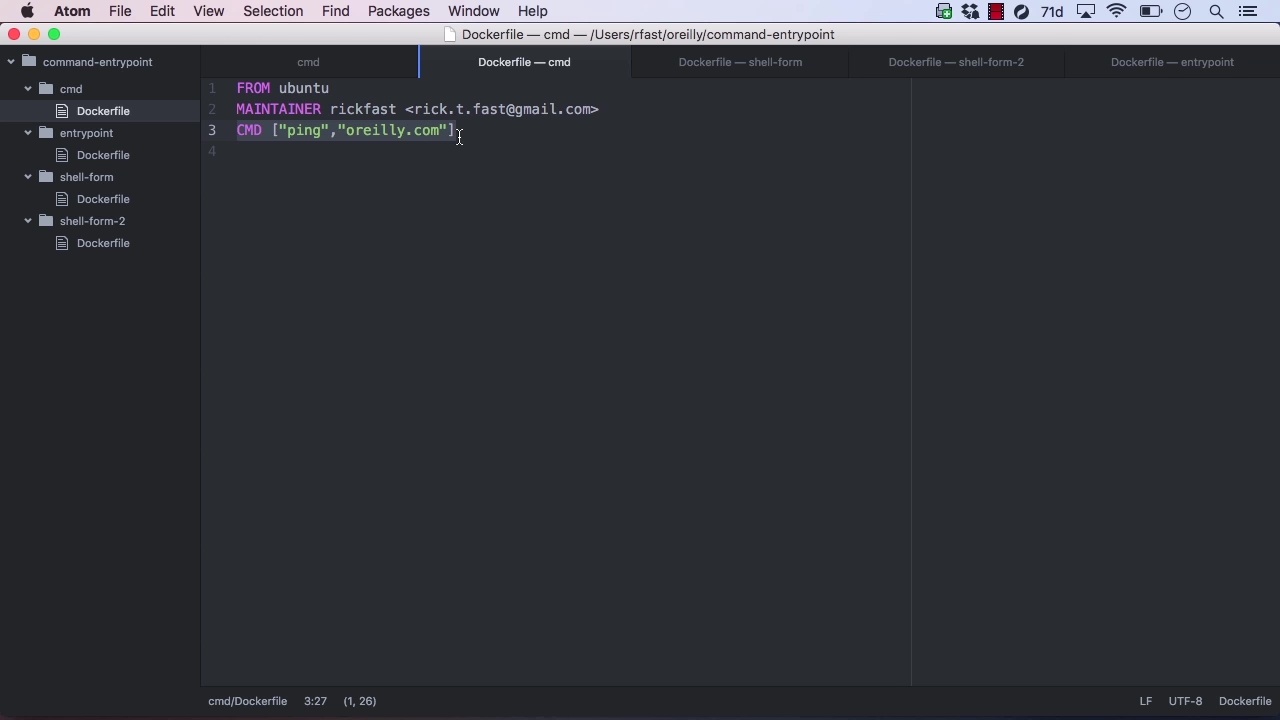 Atom File Edit View Selection Find Packages Window Help 71d
Dockerfile — cmd — /Users/rfast/oreilly/command-entrypoint
command-entrypoint
cmd
Dockerfile
entrypoint
Dockerfile
shell-form
Dockerfile
shell-form-2
Dockerfile
cmd Dockerfile — cmd Dockerfile — shell-form Dockerfile — shell-form-2 Dockerfile — entrypoint
1 FROM ubuntu
2 MAINTAINER rickfast <rick.t.fast@gmail.com>
3 CMD ["ping","oreilly.com"]
4
cmd/Dockerfile 3:27 (1, 26) LF UTF-8 Dockerfile